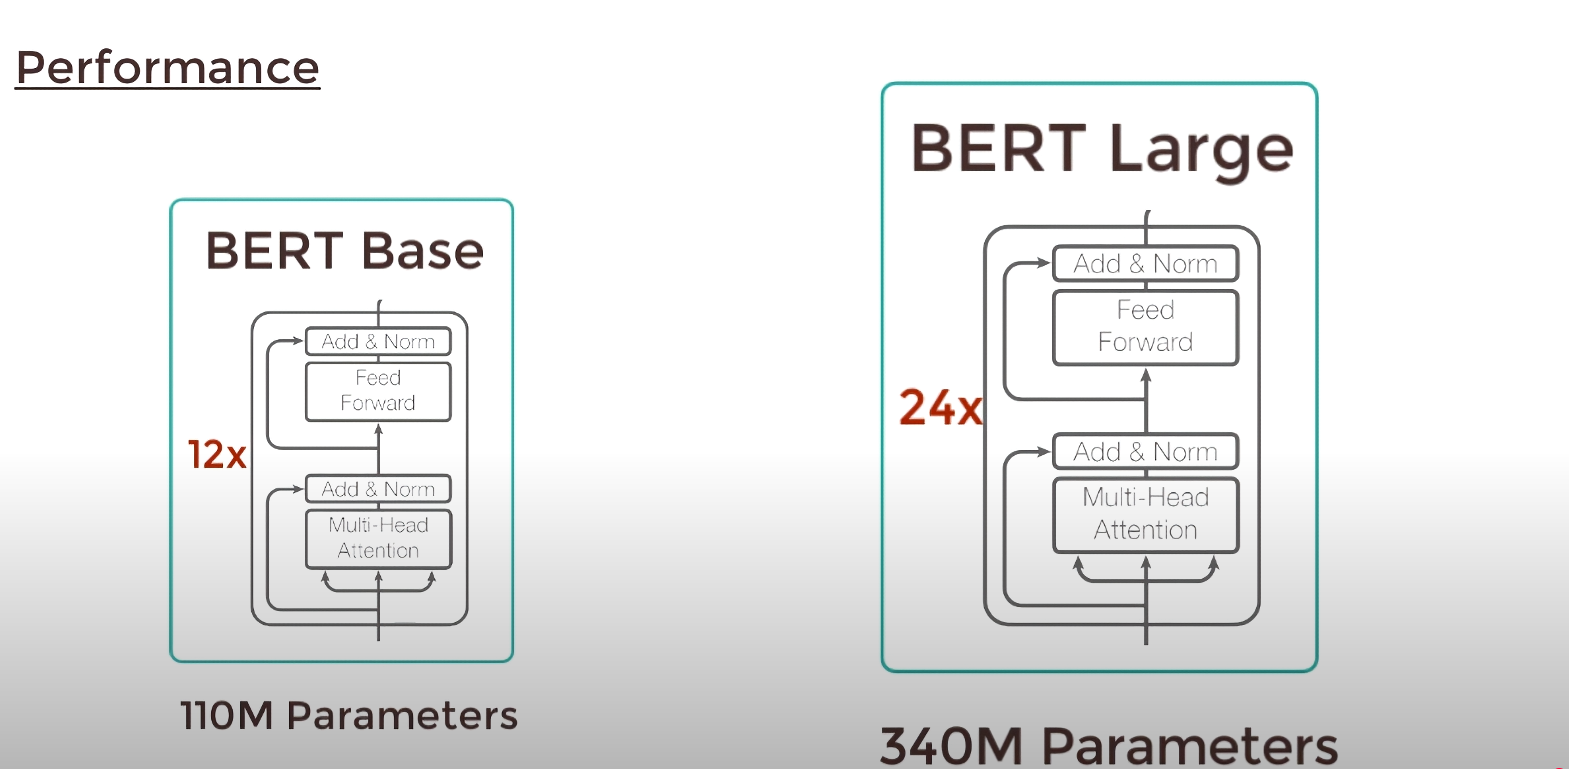 Performance
BERT Base
Add & Norm
Feed
Forward
12x
Add & Norm
Multi-Head
Attention
110M Parameters
BERT Large
Add & Norm
Feed
Forward
24x
Add & Norm
Multi-Head
Attention
340M Parameters